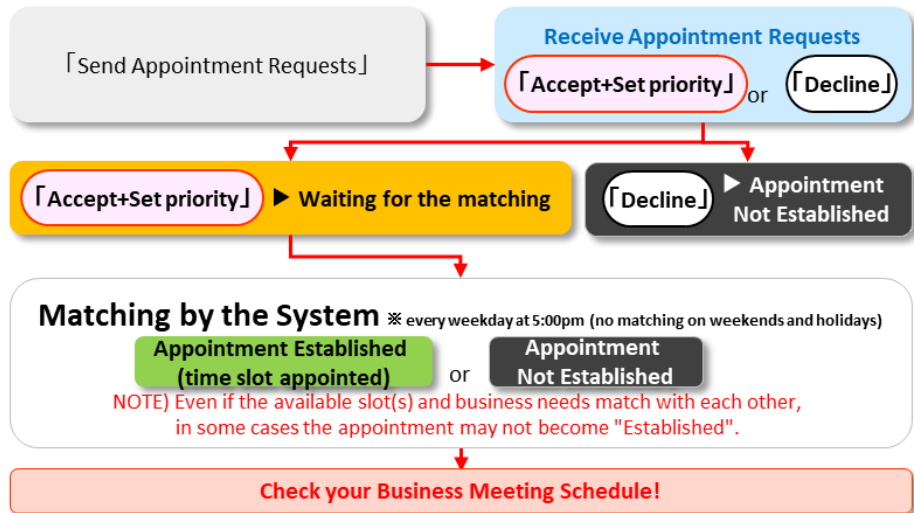 ｢Send Appointment Requests｣
Receive Appointment Requests
｢Accept+Set priority｣ or ｢Decline｣
｢Accept+Set priority｣ ▶ Waiting for the matching
｢Decline｣ ▶ Appointment
Not Established
Matching by the System ※ every weekday at 5:00pm (no matching on weekends and holidays)
Appointment Established
(time slot appointed)
or
Appointment
Not Established
NOTE) Even if the available slot(s) and business needs match with each other,
in some cases the appointment may not become "Established".
Check your Business Meeting Schedule!